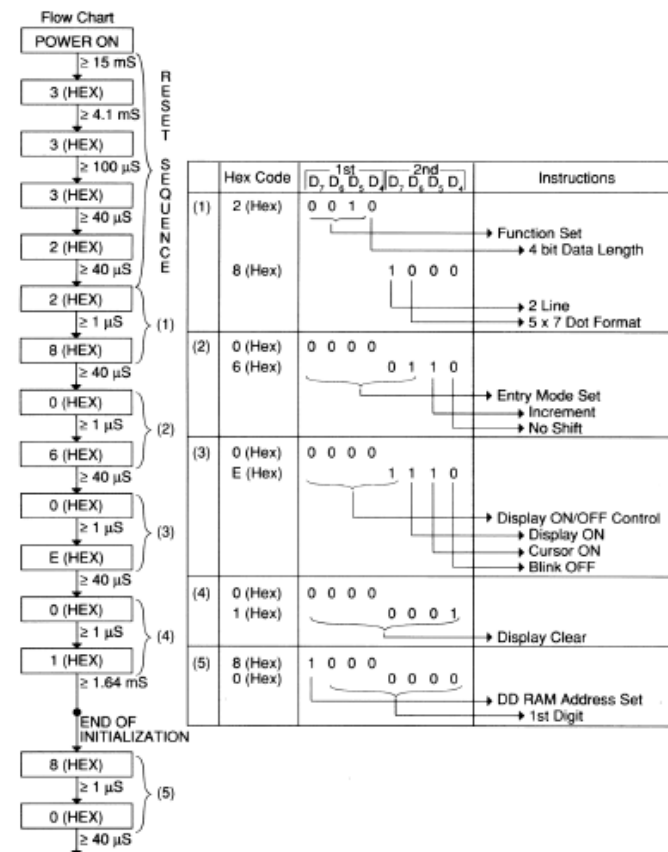 Flow Chart
POWER ON
≥ 15 mS
3 (HEX)
≥ 4.1 mS
3 (HEX)
≥ 100 µS
3 (HEX)
≥ 40 µS
2 (HEX)
≥ 40 µS
RESET SEQUENCE
2 (HEX)
≥ 1 µS
(1)
8 (HEX)
≥ 40 µS
0 (HEX)
≥ 1 µS
(2)
6 (HEX)
≥ 40 µS
0 (HEX)
≥ 1 µS
(3)
E (HEX)
≥ 40 µS
0 (HEX)
≥ 1 µS
(4)
1 (HEX)
≥ 1.64 mS
END OF
INITIALIZATION
8 (HEX)
≥ 1 µS
(5)
0 (HEX)
≥ 40 µS
1st 2nd
Hex Code D7 D6 D5 D4 D7 D6 D5 D4 Instructions
(1) 2 (Hex) 0 0 1 0
Function Set
4 bit Data Length
8 (Hex) 1 0 0 0
2 Line
5 x 7 Dot Format
(2) 0 (Hex) 0 0 0 0
6 (Hex) 0 1 1 0
Entry Mode Set
Increment
No Shift
(3) 0 (Hex) 0 0 0 0
E (Hex) 1 1 1 0
Display ON/OFF Control
Display ON
Cursor ON
Blink OFF
(4) 0 (Hex) 0 0 0 0
1 (Hex) 0 0 0 1
Display Clear
(5) 8 (Hex) 1 0 0 0
0 (Hex) 0 0 0 0
DD RAM Address Set
1st Digit